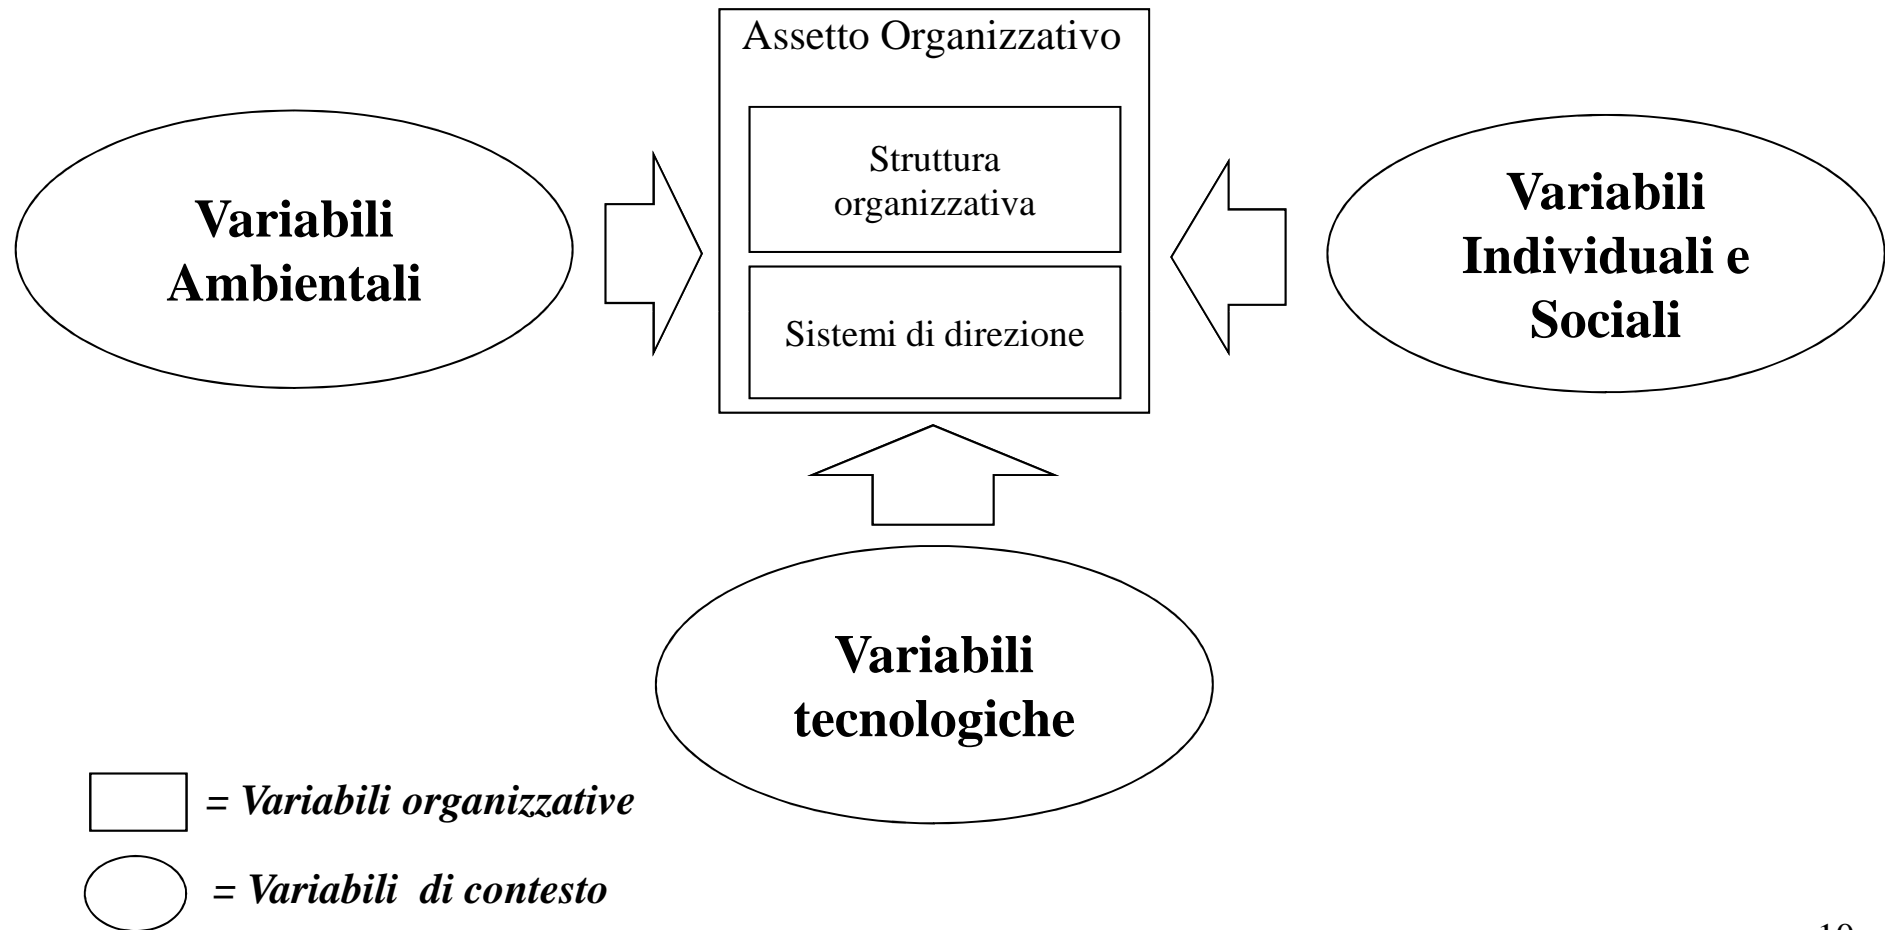 Assetto Organizzativo
Struttura
organizzativa
Sistemi di direzione
Variabili
Ambientali
Variabili
Individuali e
Sociali
Variabili
tecnologiche
= Variabili organizzative
= Variabili di contesto